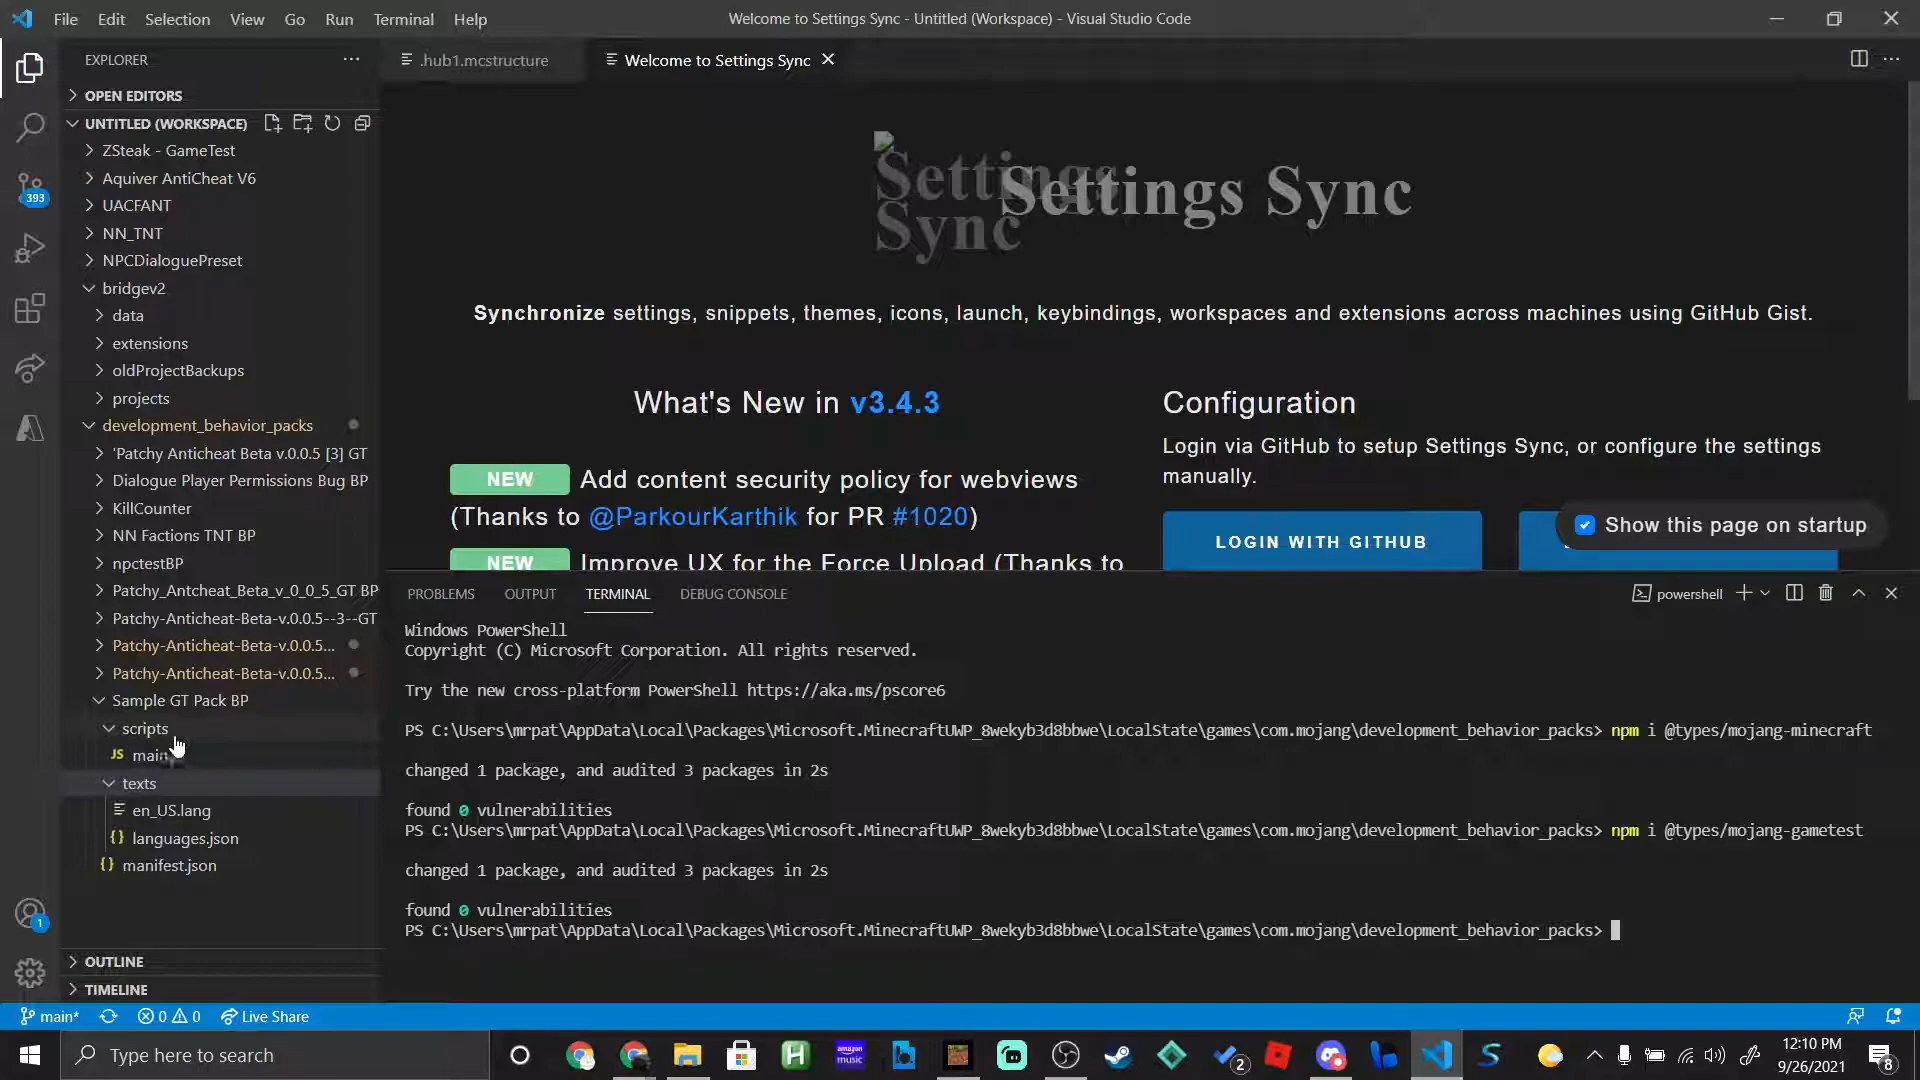 File Edit Selection View Go Run Terminal Help
Welcome to Settings Sync - Untitled (Workspace) - Visual Studio Code
EXPLORER
.hub1.mcstructure
Welcome to Settings Sync
OPEN EDITORS
UNTITLED (WORKSPACE)
ZSteak - GameTest
Aquiver AntiCheat V6
UACFANT
NN_TNT
NPCDialoguePreset
bridgev2
data
extensions
oldProjectBackups
projects
development_behavior_packs
'Patchy Anticheat Beta v.0.0.5 [3] GT
Dialogue Player Permissions Bug BP
KillCounter
NN Factions TNT BP
npctestBP
Patchy_Antcheat_Beta_v_0_0_5_GT BP
Patchy-Anticheat-Beta-v.0.0.5--3--GT
Patchy-Anticheat-Beta-v.0.0.5...
Patchy-Anticheat-Beta-v.0.0.5...
Sample GT Pack BP
scripts
JS main
texts
en_US.lang
{} languages.json
{} manifest.json
OUTLINE
TIMELINE
393
1
Settings Sync
Settings Sync
Synchronize settings, snippets, themes, icons, launch, keybindings, workspaces and extensions across machines using GitHub Gist.
What's New in v3.4.3
NEW Add content security policy for webviews
(Thanks to @ParkourKarthik for PR #1020)
NEW Improve UX for the Force Upload (Thanks to
Configuration
Login via GitHub to setup Settings Sync, or configure the settings
manually.
LOGIN WITH GITHUB
Show this page on startup
PROBLEMS OUTPUT TERMINAL DEBUG CONSOLE
powershell
Windows PowerShell
Copyright (C) Microsoft Corporation. All rights reserved.
Try the new cross-platform PowerShell https://aka.ms/pscore6
PS C:\Users\mrpat\AppData\Local\Packages\Microsoft.MinecraftUWP_8wekyb3d8bbwe\LocalState\games\com.mojang\development_behavior_packs> npm i @types/mojang-minecraft
changed 1 package, and audited 3 packages in 2s
found 0 vulnerabilities
PS C:\Users\mrpat\AppData\Local\Packages\Microsoft.MinecraftUWP_8wekyb3d8bbwe\LocalState\games\com.mojang\development_behavior_packs> npm i @types/mojang-gametest
changed 1 package, and audited 3 packages in 2s
found 0 vulnerabilities
PS C:\Users\mrpat\AppData\Local\Packages\Microsoft.MinecraftUWP_8wekyb3d8bbwe\LocalState\games\com.mojang\development_behavior_packs>
main* 0 0 Live Share
Type here to search
amazon music
2
12:10 PM
9/26/2021
8